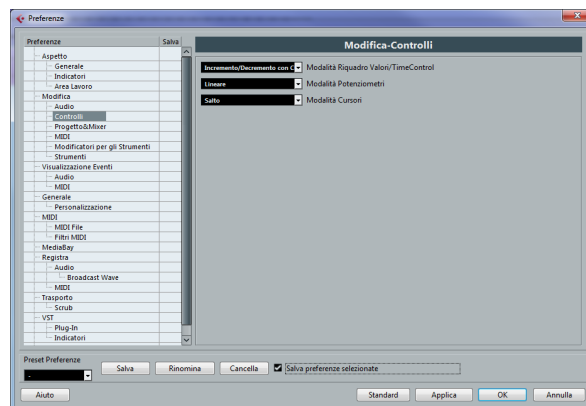 Preferenze
Preferenze Salva
Aspetto
Generale
Indicatori
Area Lavoro
Modifica
Audio
Controlli
Progetto&Mixer
MIDI
Modificatori per gli Strumenti
Strumenti
Visualizzazione Eventi
Audio
MIDI
Generale
Personalizzazione
MIDI
MIDI File
Filtri MIDI
MediaBay
Registra
Audio
Broadcast Wave
MIDI
Trasporto
Scrub
VST
Plug-In
Indicatori
Modifica-Controlli
Incremento/Decremento con C Modalità Riquadro Valori/TimeControl
Lineare Modalità Potenziometri
Salto Modalità Cursori
Preset Preferenze
- Salva Rinomina Cancella Salva preferenze selezionate
Aiuto Standard Applica OK Annulla